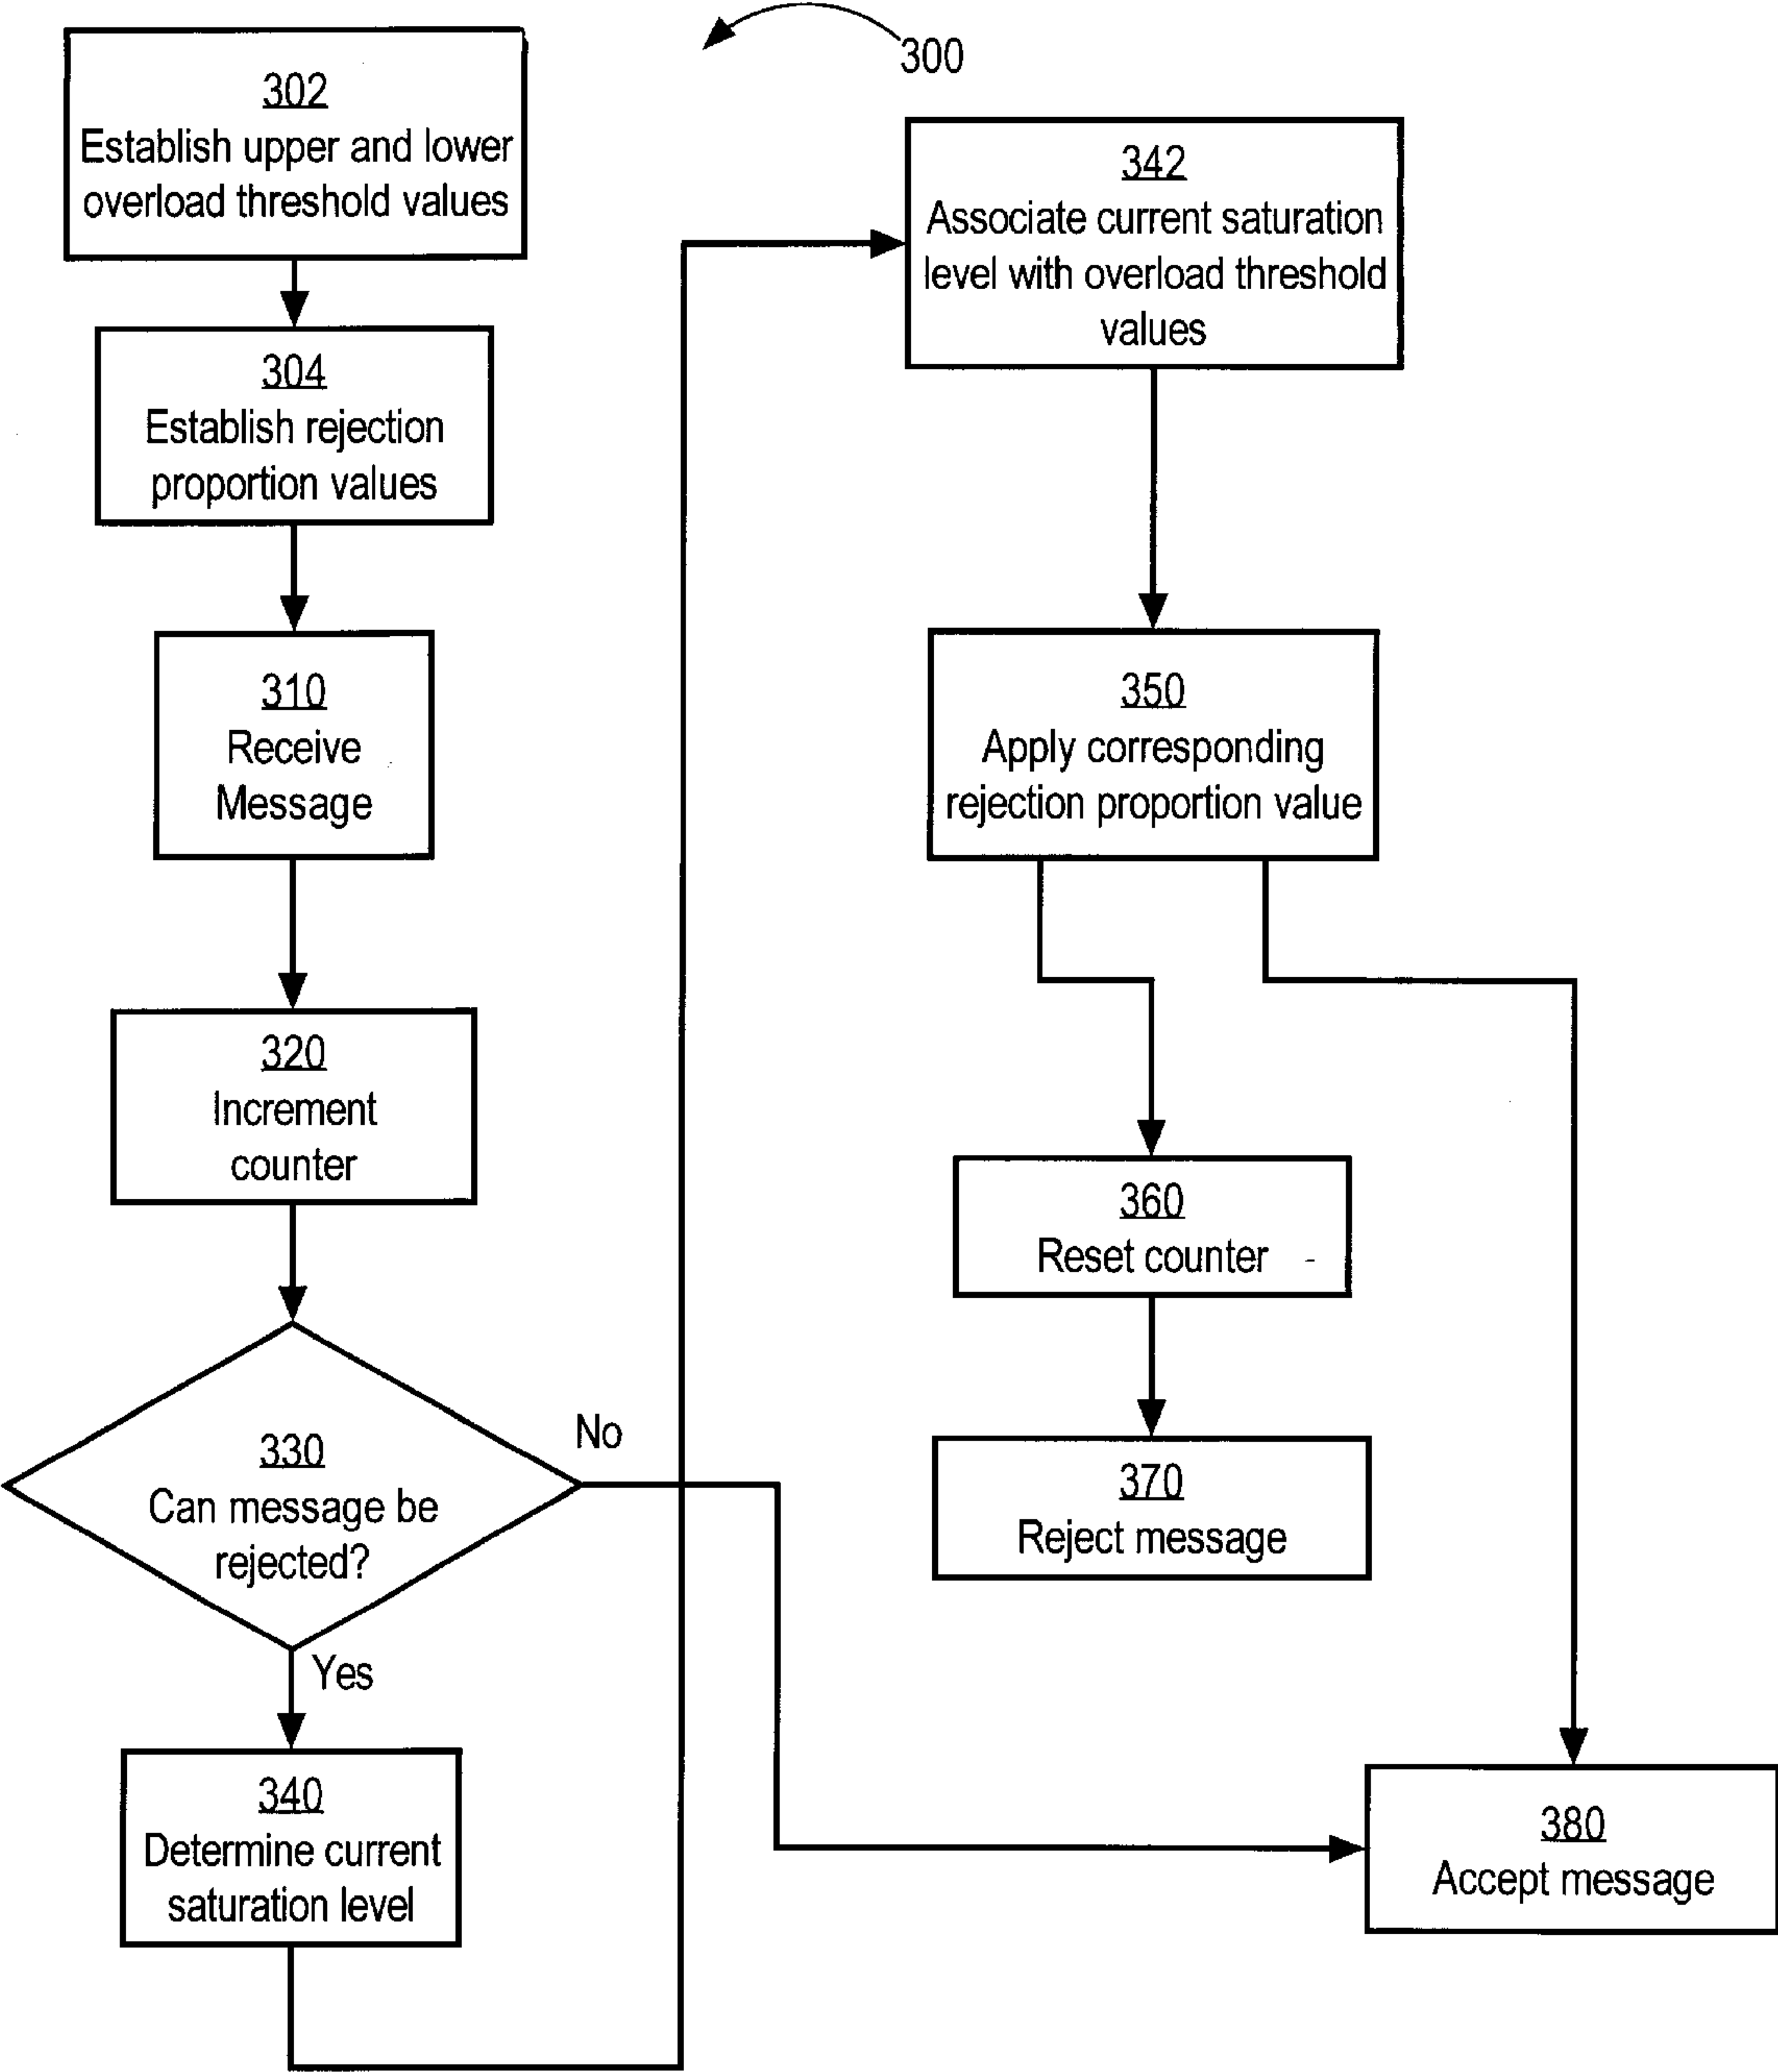 300
302
Establish upper and lower
overload threshold values
304
Establish rejection
proportion values
310
Receive
Message
320
Increment
counter
330
Can message be
rejected?
No
Yes
340
Determine current
saturation level
342
Associate current saturation
level with overload threshold
values
350
Apply corresponding
rejection proportion value
360
Reset counter
370
Reject message
380
Accept message